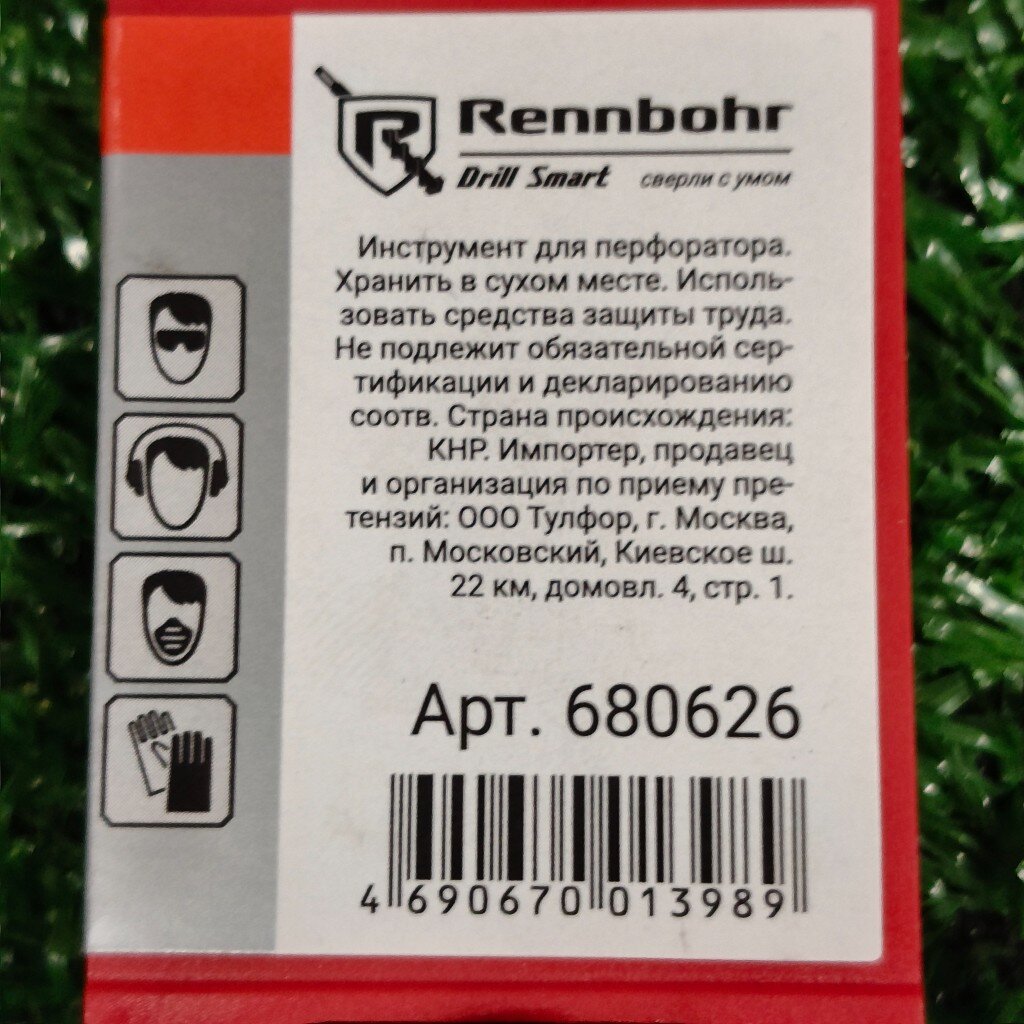 Rennbohr
Drill Smart сверли с умом
Инструмент для перфоратора.
Хранить в сухом месте. Исполь-
зовать средства защиты труда.
Не подлежит обязательной сер-
тификации и декларированию
соотв. Страна происхождения:
КНР. Импортер, продавец
и организация по приему пре-
тензий: ООО Тулфор, г. Москва,
п. Московский, Киевское ш.
22 км, домовл. 4, стр. 1.
Арт. 680626
4 690670 013989